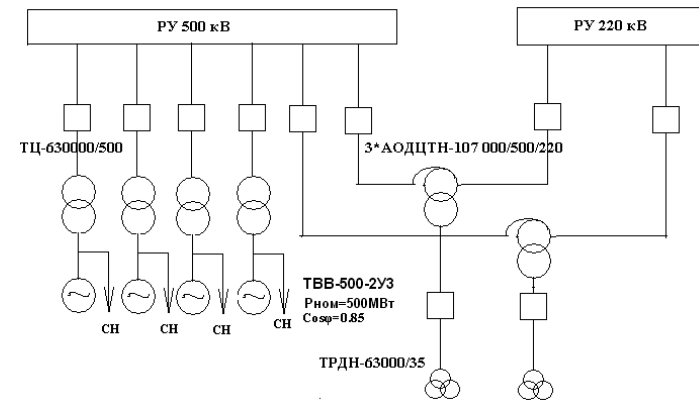 РУ 500 кВ
РУ 220 кВ
ТЦ-630000/500
3*АОДЦТН-107 000/500/220
ТВВ-500-2У3
Рном=500МВт
Cosφ=0.85
СН
СН
СН
СН
ТРДН-63000/35